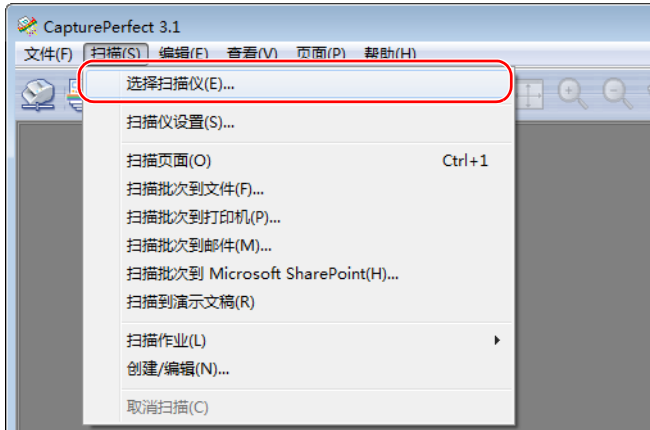 CapturePerfect 3.1
文件(F) 扫描(S) 编辑(E) 查看(V) 页面(P) 帮助(H)
选择扫描仪(E)...
扫描仪设置(S)...
扫描页面(O) Ctrl+1
扫描批次到文件(F)...
扫描批次到打印机(P)...
扫描批次到邮件(M)...
扫描批次到 Microsoft SharePoint(H)...
扫描到演示文稿(R)
扫描作业(L)
创建/编辑(N)...
取消扫描(C)